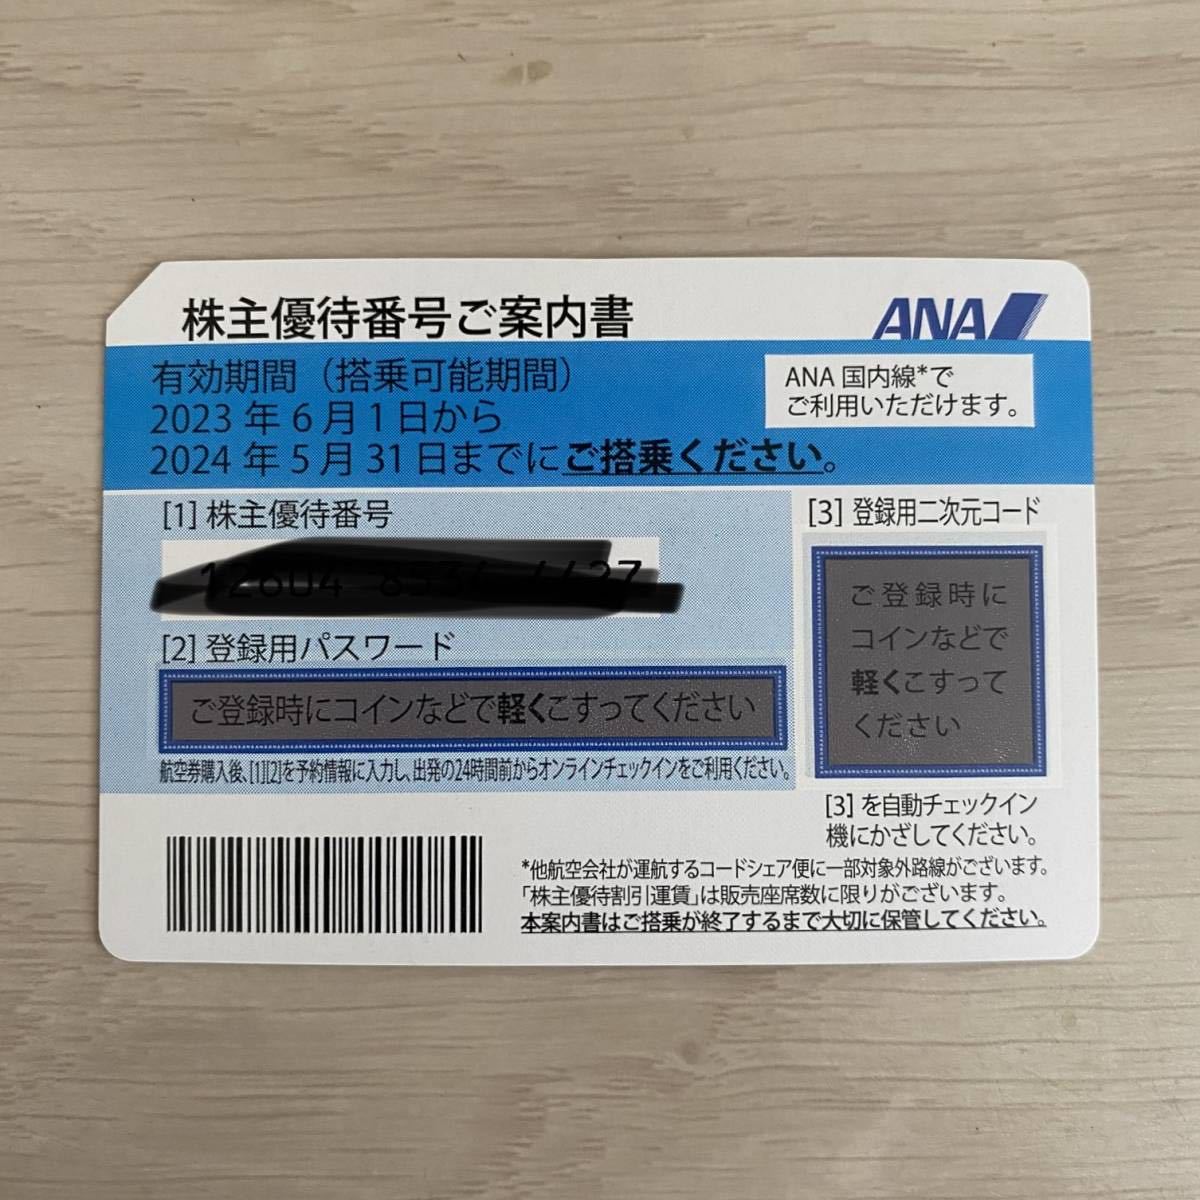 株主優待番号ご案内書
ANA
有効期間（搭乗可能期間）
2023 年 6 月 1 日から
2024 年 5 月 31 日までにご搭乗ください。
ANA 国内線*で
ご利用いただけます。
[1] 株主優待番号
[2] 登録用パスワード
ご登録時にコインなどで軽くこすってください
航空券購入後、[1][2]を予約情報に入力し、出発の24時間前からオンラインチェックインをご利用ください。
[3] 登録用二次元コード
ご登録時に
コインなどで
軽くこすって
ください
[3] を自動チェックイン
機にかざしてください。
*他航空会社が運航するコードシェア便に一部対象外路線がございます。
「株主優待割引運賃」は販売座席数に限りがございます。
本案内書はご搭乗が終了するまで大切に保管してください。